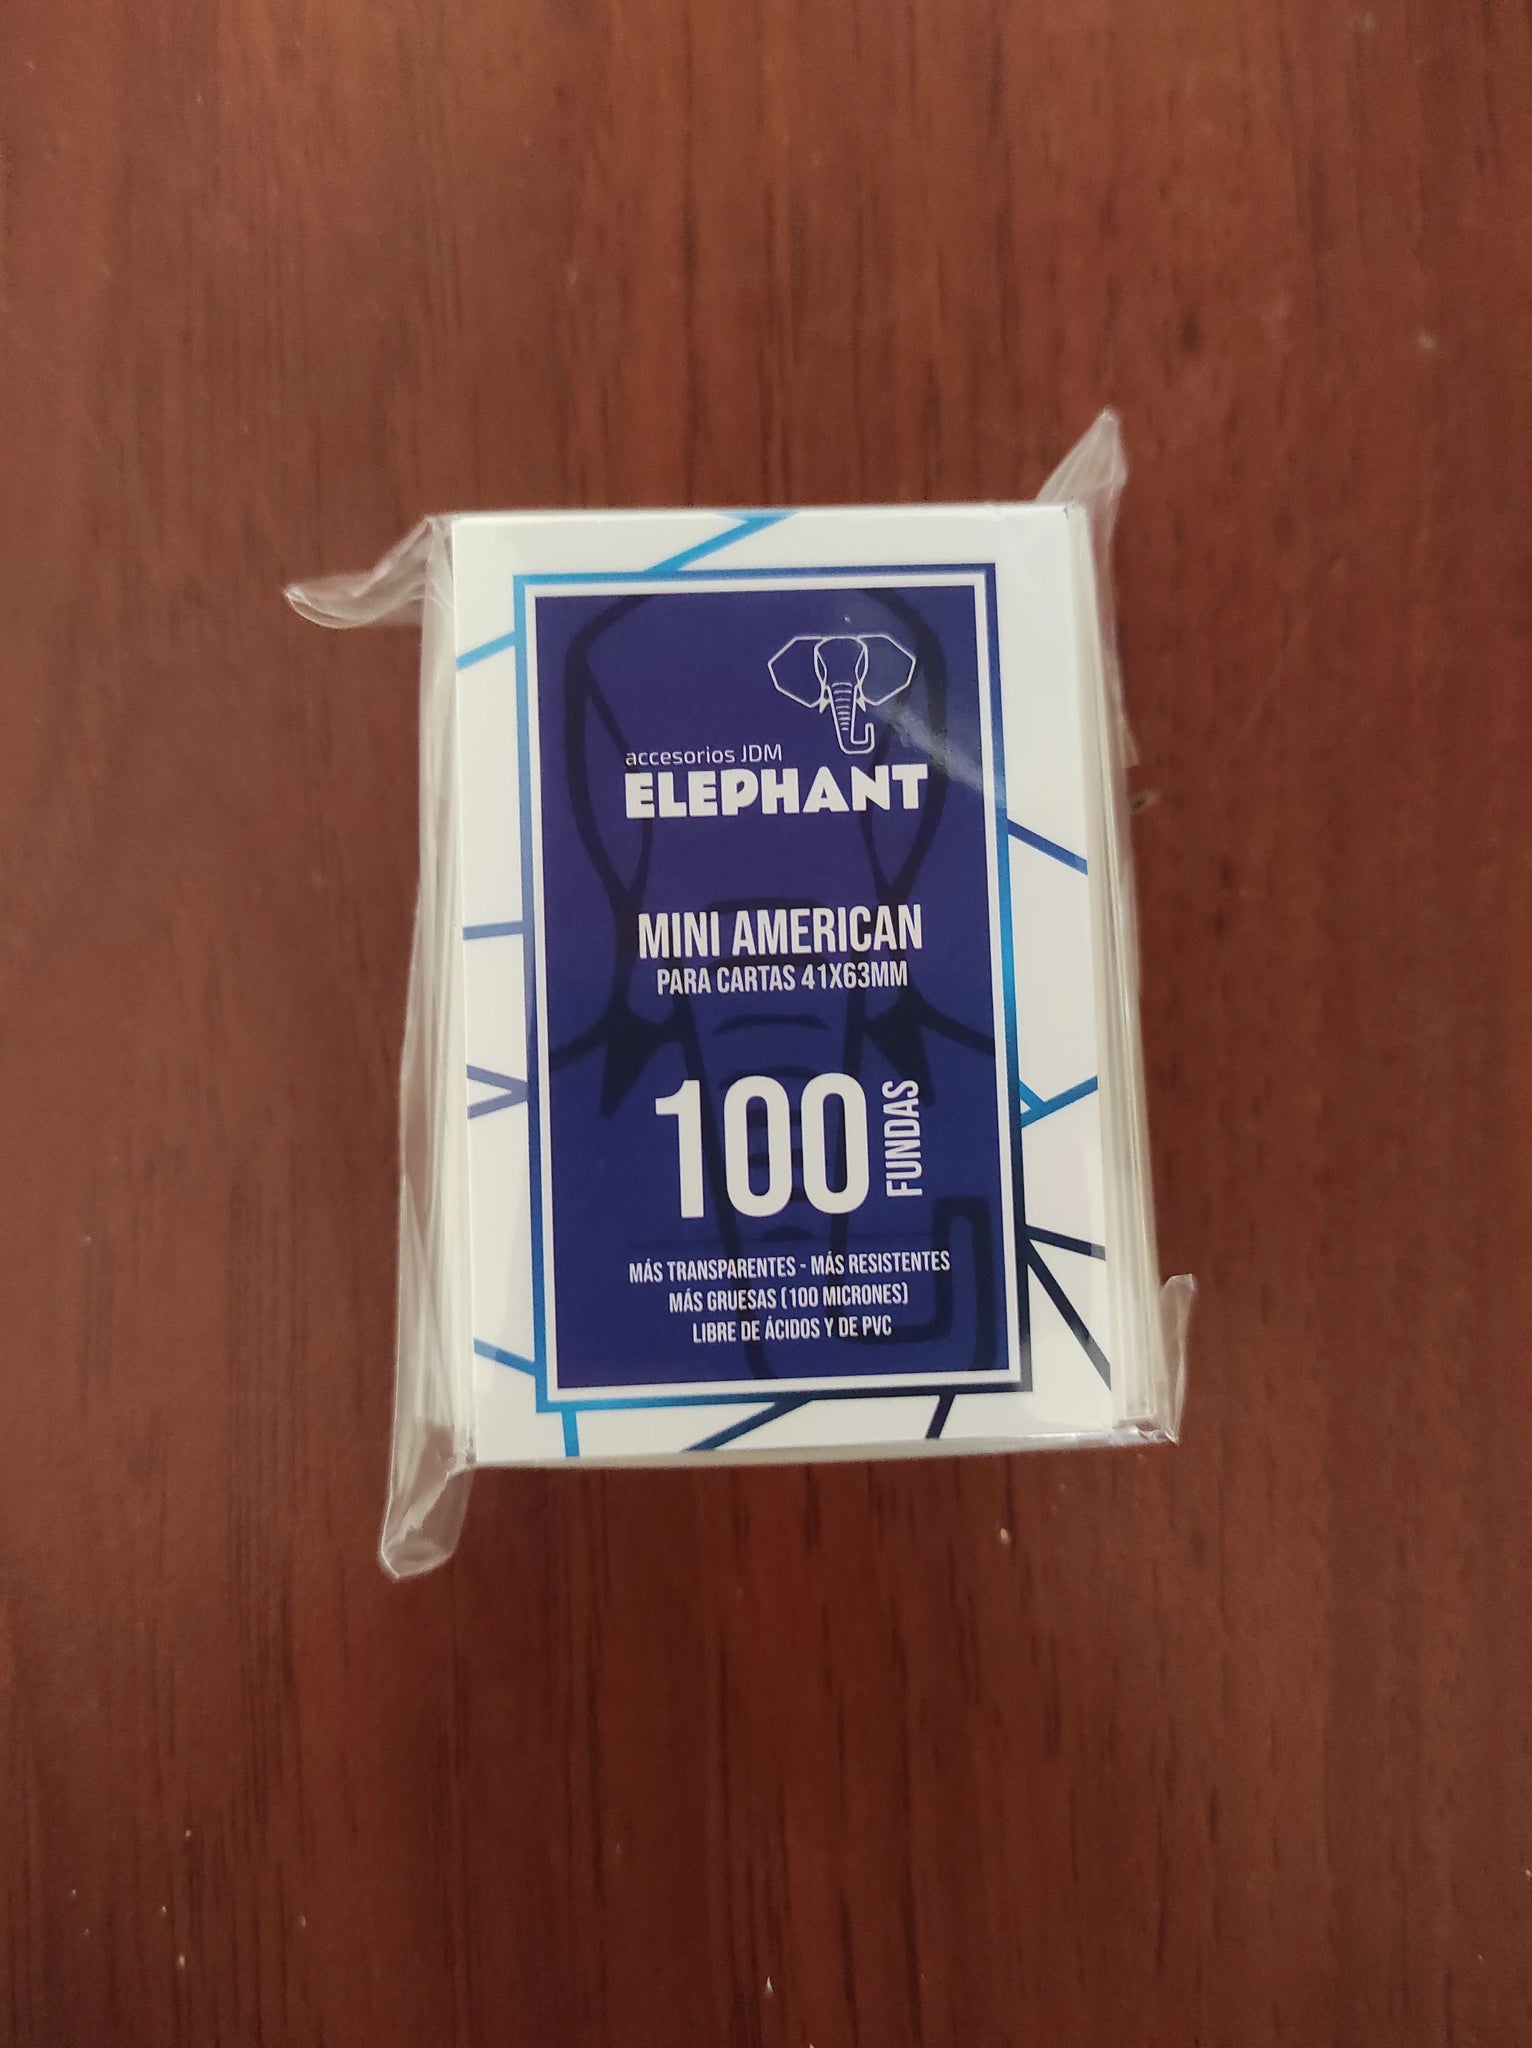 accesorios JDM
ELEPHANT
MINI AMERICAN
PARA CARTAS 41X63MM
100 FUNDAS
MÁS TRANSPARENTES - MÁS RESISTENTES
MÁS GRUESAS (100 MICRONES)
LIBRE DE ÁCIDOS Y DE PVC